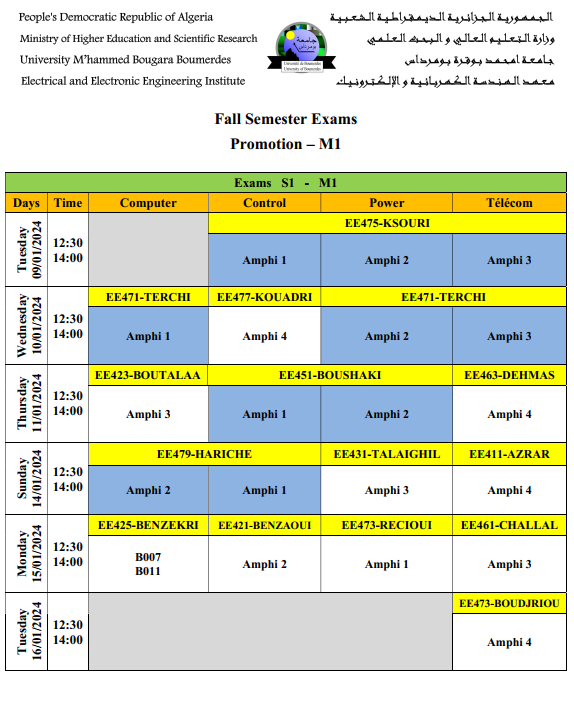 People's Democratic Republic of Algeria
الجمهورية الجزائرية الديمقراطية الشعبية
Ministry of Higher Education and Scientific Research
وزارة التعليم العالي و البحث العلمي
University M'hammed Bougara Boumerdes
جامعة امحمد بوقرة بومرداس
Electrical and Electronic Engineering Institute
معهد الهندسة الكهربائية و الإلكترونيك
جامعة
بومرداس
Université de Boumerdes
University of Boumerdes
Fall Semester Exams
Promotion – M1
Exams S1 - M1
Days Time Computer Control Power Télécom
Tuesday
09/01/2024
12:30
14:00
EE475-KSOURI
Amphi 1 Amphi 2 Amphi 3
Wednesday
10/01/2024
12:30
14:00
EE471-TERCHI EE477-KOUADRI EE471-TERCHI
Amphi 1 Amphi 4 Amphi 2 Amphi 3
Thursday
11/01/2024
12:30
14:00
EE423-BOUTALAA EE451-BOUSHAKI EE463-DEHMAS
Amphi 3 Amphi 1 Amphi 2 Amphi 4
Sunday
14/01/2024
12:30
14:00
EE479-HARICHE EE431-TALAIGHIL EE411-AZRAR
Amphi 2 Amphi 1 Amphi 3 Amphi 4
Monday
15/01/2024
12:30
14:00
EE425-BENZEKRI EE421-BENZAOUI EE473-RECIOUI EE461-CHALLAL
B007
B011
Amphi 2 Amphi 1 Amphi 3
Tuesday
16/01/2024
12:30
14:00
EE473-BOUDJRIOU
Amphi 4